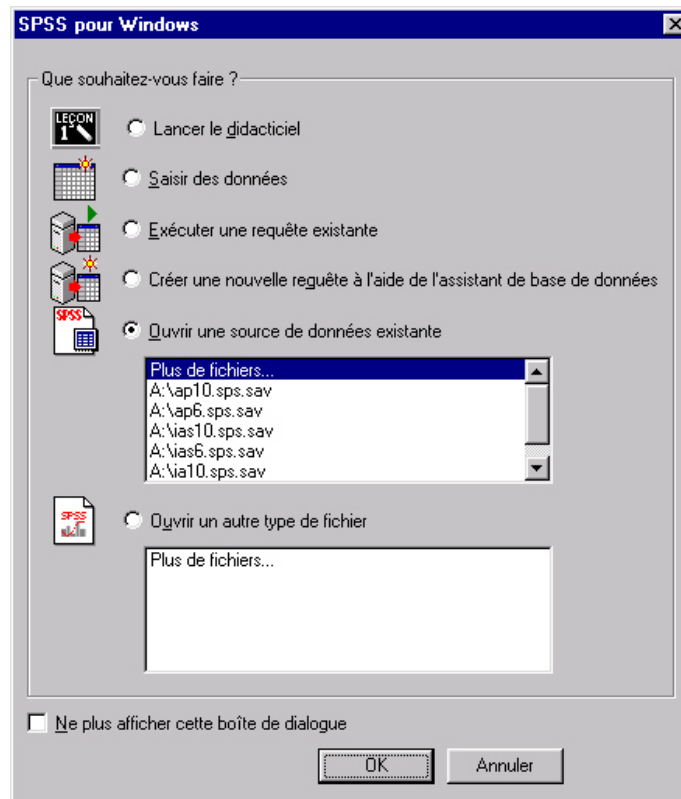 SPSS pour Windows
Que souhaitez-vous faire ?
LEÇON
1
Lancer le didacticiel
Saisir des données
Exécuter une requête existante
Créer une nouvelle reguête à l'aide de l'assistant de base de données
SPSS
Ouvrir une source de données existante
Plus de fichiers...
A:\ap10.sps.sav
A:\ap6.sps.sav
A:\ias10.sps.sav
A:\ias6.sps.sav
A:\ia10.sps.sav
SPSS
Ouvrir un autre type de fichier
Plus de fichiers...
Ne plus afficher cette boîte de dialogue
OK
Annuler